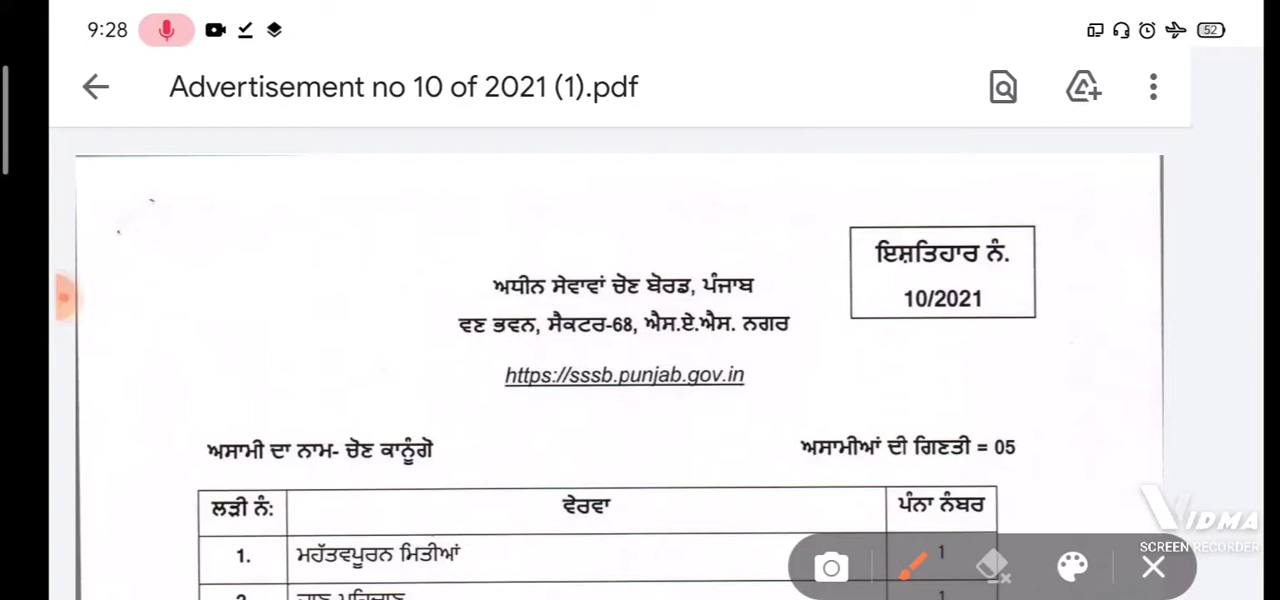 9:28
52
Advertisement no 10 of 2021 (1).pdf
ਇਸ਼ਤਿਹਾਰ ਨੰ.
10/2021
ਅਧੀਨ ਸੇਵਾਵਾਂ ਚੋਣ ਬੋਰਡ, ਪੰਜਾਬ
ਵਣ ਭਵਨ, ਸੈਕਟਰ-68, ਐਸ.ਏ.ਐਸ. ਨਗਰ
https://sssb.punjab.gov.in
ਅਸਾਮੀ ਦਾ ਨਾਮ- ਚੋਣ ਕਾਨੂੰਗੋ ਅਸਾਮੀਆਂ ਦੀ ਗਿਣਤੀ = 05
ਲੜੀ ਨੰ: ਵੇਰਵਾ ਪੰਨਾ ਨੰਬਰ
1. ਮਹੱਤਵਪੂਰਨ ਮਿਤੀਆਂ 1
VIDMA
SCREEN RECORDER